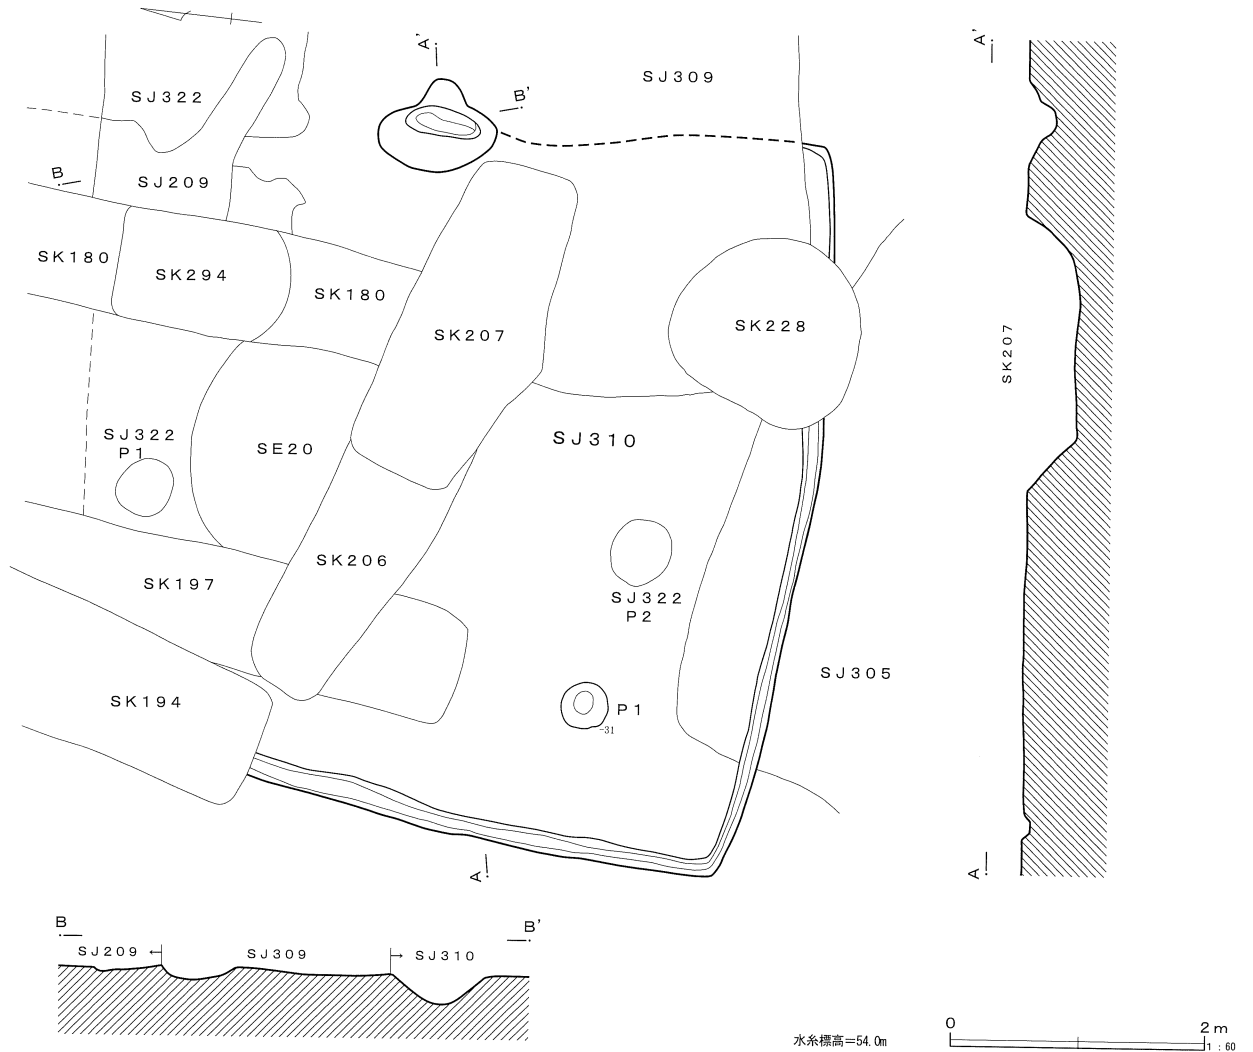 A'
SJ309
A'
SJ322
B'
B
SJ209
SK180
SK294
SK180
SK207
SK228
SK207
SJ322
P1
SE20
SJ310
SK197
SK206
SJ322
P2
SK194
P1
-31
SJ305
A
A
B
B'
SJ209
SJ309
SJ310
水糸標高=54.0m
0
2m
1:60